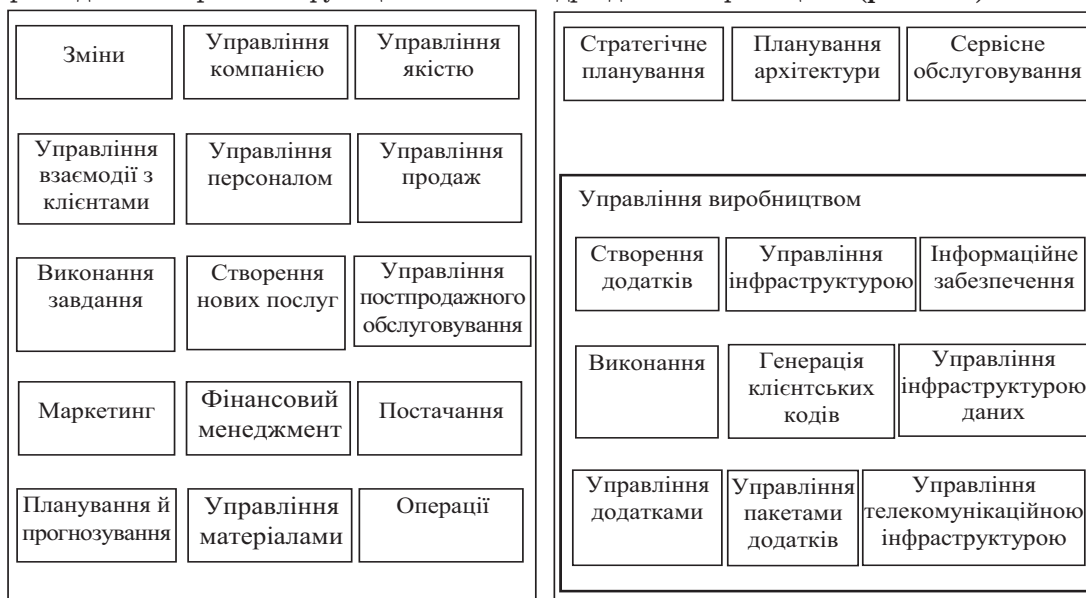 Зміни
Управління
компанією
Управління
якістю
Управління
взаємодії з
клієнтами
Управління
персоналом
Управління
продаж
Виконання
завдання
Створення
нових послуг
Управління
постпродажного
обслуговування
Маркетинг
Фінансовий
менеджмент
Постачання
Планування й
прогнозування
Управління
матеріалами
Операції
Стратегічне
планування
Планування
архітектури
Сервісне
обслуговування
Управління виробництвом
Створення
додатків
Управління
інфраструктурою
Інформаційне
забезпечення
Виконання
Генерація
клієнтських
кодів
Управління
інфраструктурою
даних
Управління
додатками
Управління
пакетами
додатків
Управління
телекомунікаційною
інфраструктурою